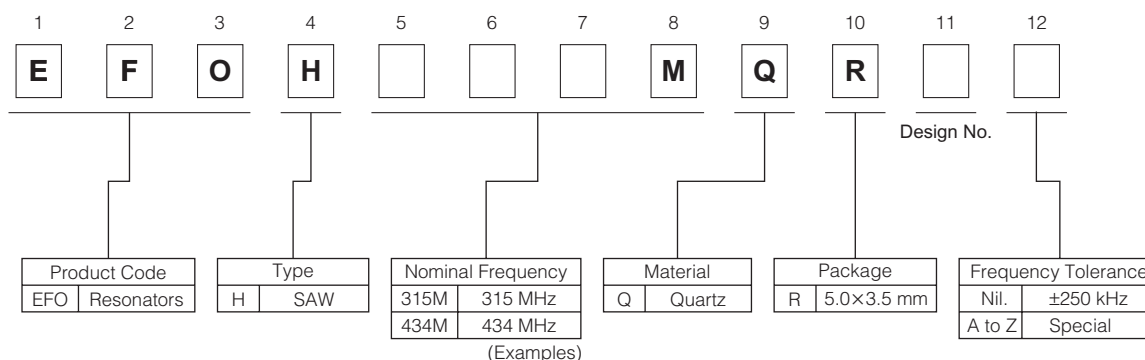 1 2 3 4 5 6 7 8 9 10 11 12
E F O H M Q R
Design No.
Product Code
EFO Resonators
Type
H SAW
Nominal Frequency
315M 315 MHz
434M 434 MHz
(Examples)
Material
Q Quartz
Package
R 5.0×3.5 mm
Frequency Tolerance
Nil. ±250 kHz
A to Z Special